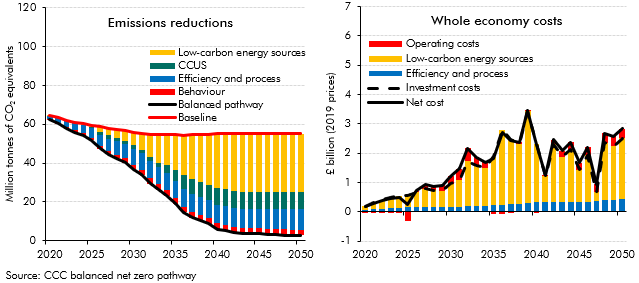 Emissions reductions
120
100
80
60
40
20
0
Million tonnes of CO2 equivalents
Low-carbon energy sources
CCUS
Efficiency and process
Behaviour
Balanced pathway
Baseline
2020 2025 2030 2035 2040 2045 2050
Whole economy costs
7
6
5
4
3
2
1
0
-1
£ billion (2019 prices)
Operating costs
Low-carbon energy sources
Efficiency and process
Investment costs
Net cost
2020 2025 2030 2035 2040 2045 2050
Source: CCC balanced net zero pathway